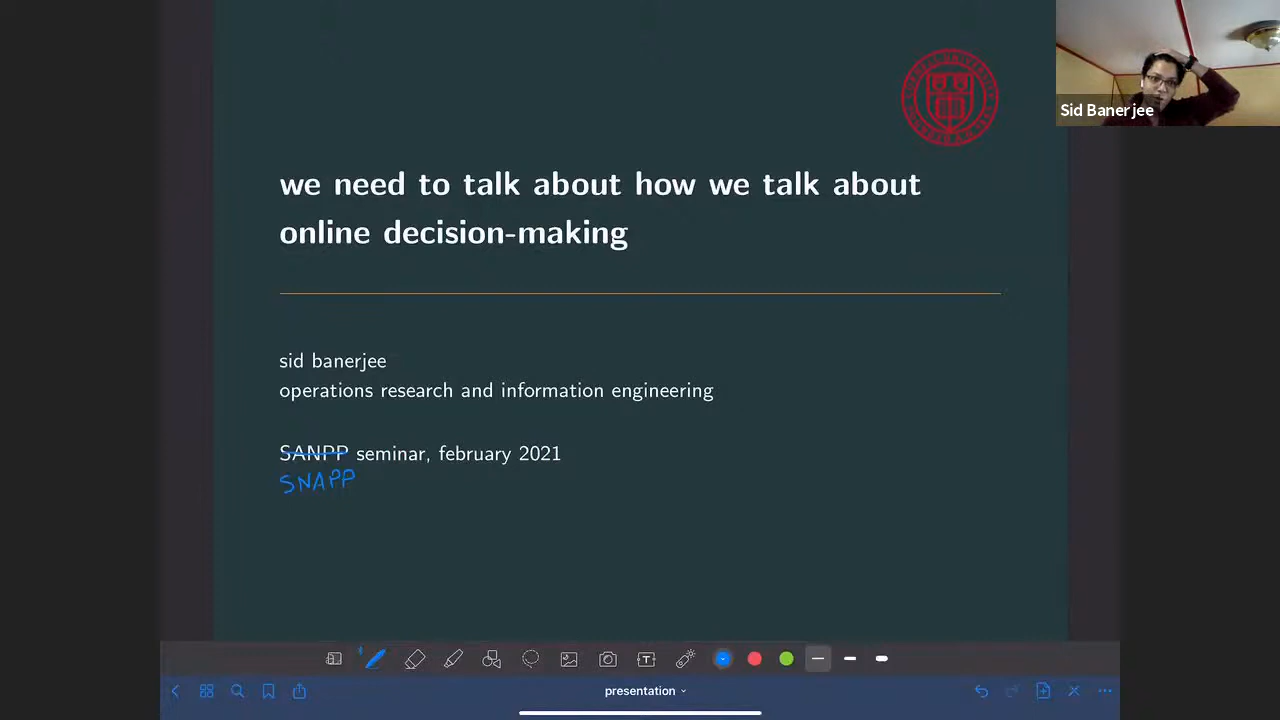 we need to talk about how we talk about
online decision-making
sid banerjee
operations research and information engineering
SANPP seminar, february 2021
SNAPP
Sid Banerjee
presentation